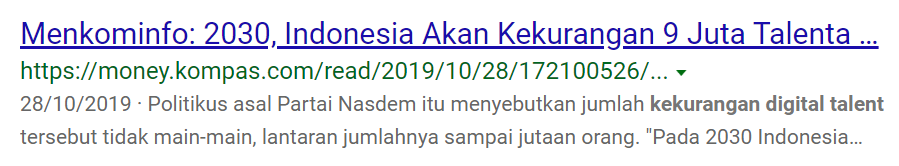 Menkominfo: 2030, Indonesia Akan Kekurangan 9 Juta Talenta ...
https://money.kompas.com/read/2019/10/28/172100526/...
28/10/2019 · Politikus asal Partai Nasdem itu menyebutkan jumlah kekurangan digital talent
tersebut tidak main-main, lantaran jumlahnya sampai jutaan orang. "Pada 2030 Indonesia...